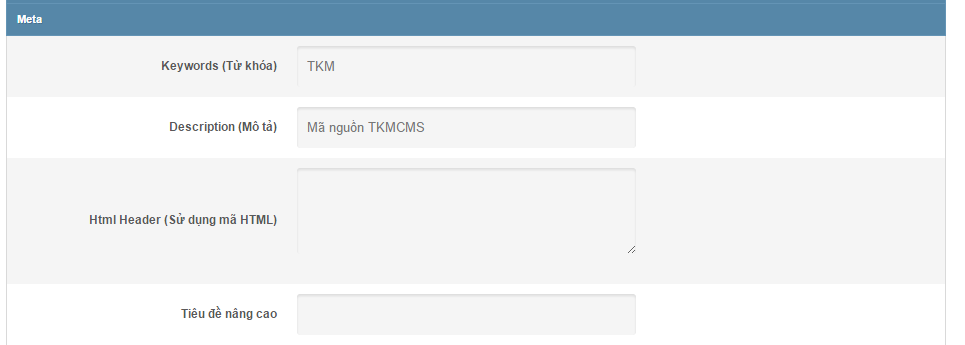 Meta
Keywords (Từ khóa)
TKM
Description (Mô tả)
Mã nguồn TKMCMS
Html Header (Sử dụng mã HTML)
Tiêu đề nâng cao